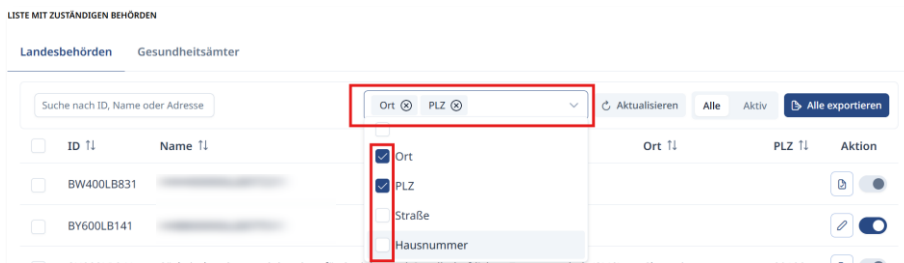 LISTE MIT ZUSTÄNDIGEN BEHÖRDEN
Landesbehörden Gesundheitsämter
Suche nach ID, Name oder Adresse Ort PLZ Aktualisieren Alle Aktiv Alle exportieren
ID Name Ort PLZ Aktion
Ort
PLZ
BW400LB831
Straße
BY600LB141
Hausnummer